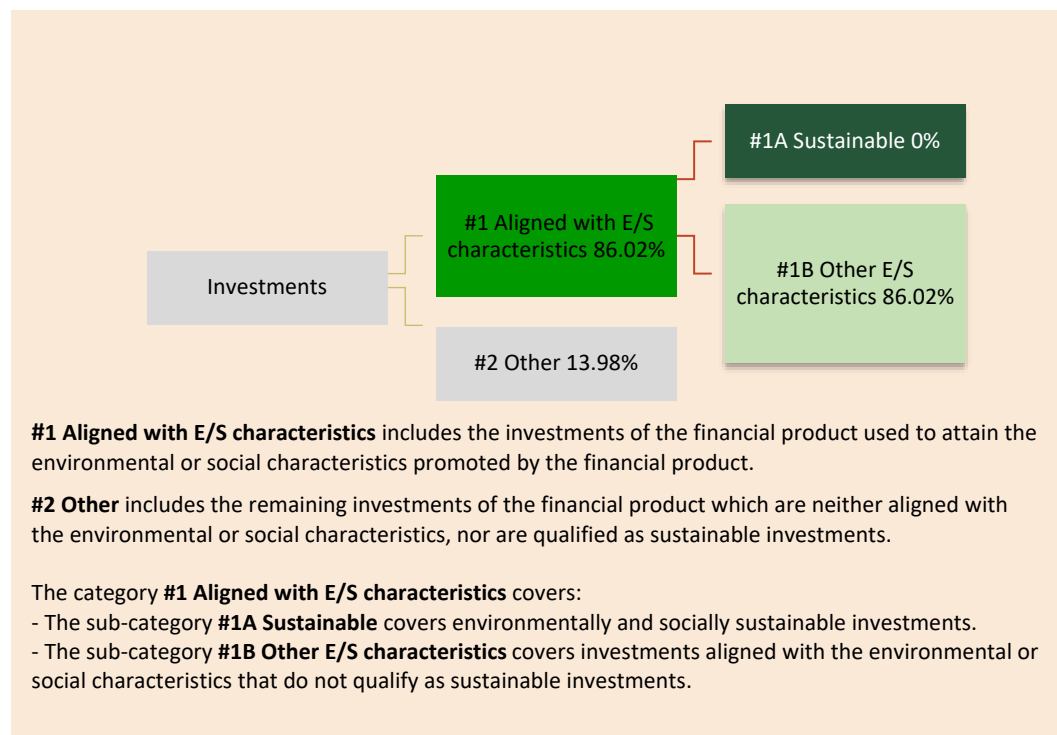 #1A Sustainable 0%
#1 Aligned with E/S
characteristics 86.02%
#1B Other E/S
characteristics 86.02%
Investments
#2 Other 13.98%
#1 Aligned with E/S characteristics includes the investments of the financial product used to attain the
environmental or social characteristics promoted by the financial product.
#2 Other includes the remaining investments of the financial product which are neither aligned with
the environmental or social characteristics, nor are qualified as sustainable investments.
The category #1 Aligned with E/S characteristics covers:
- The sub-category #1A Sustainable covers environmentally and socially sustainable investments.
- The sub-category #1B Other E/S characteristics covers investments aligned with the environmental or
social characteristics that do not qualify as sustainable investments.